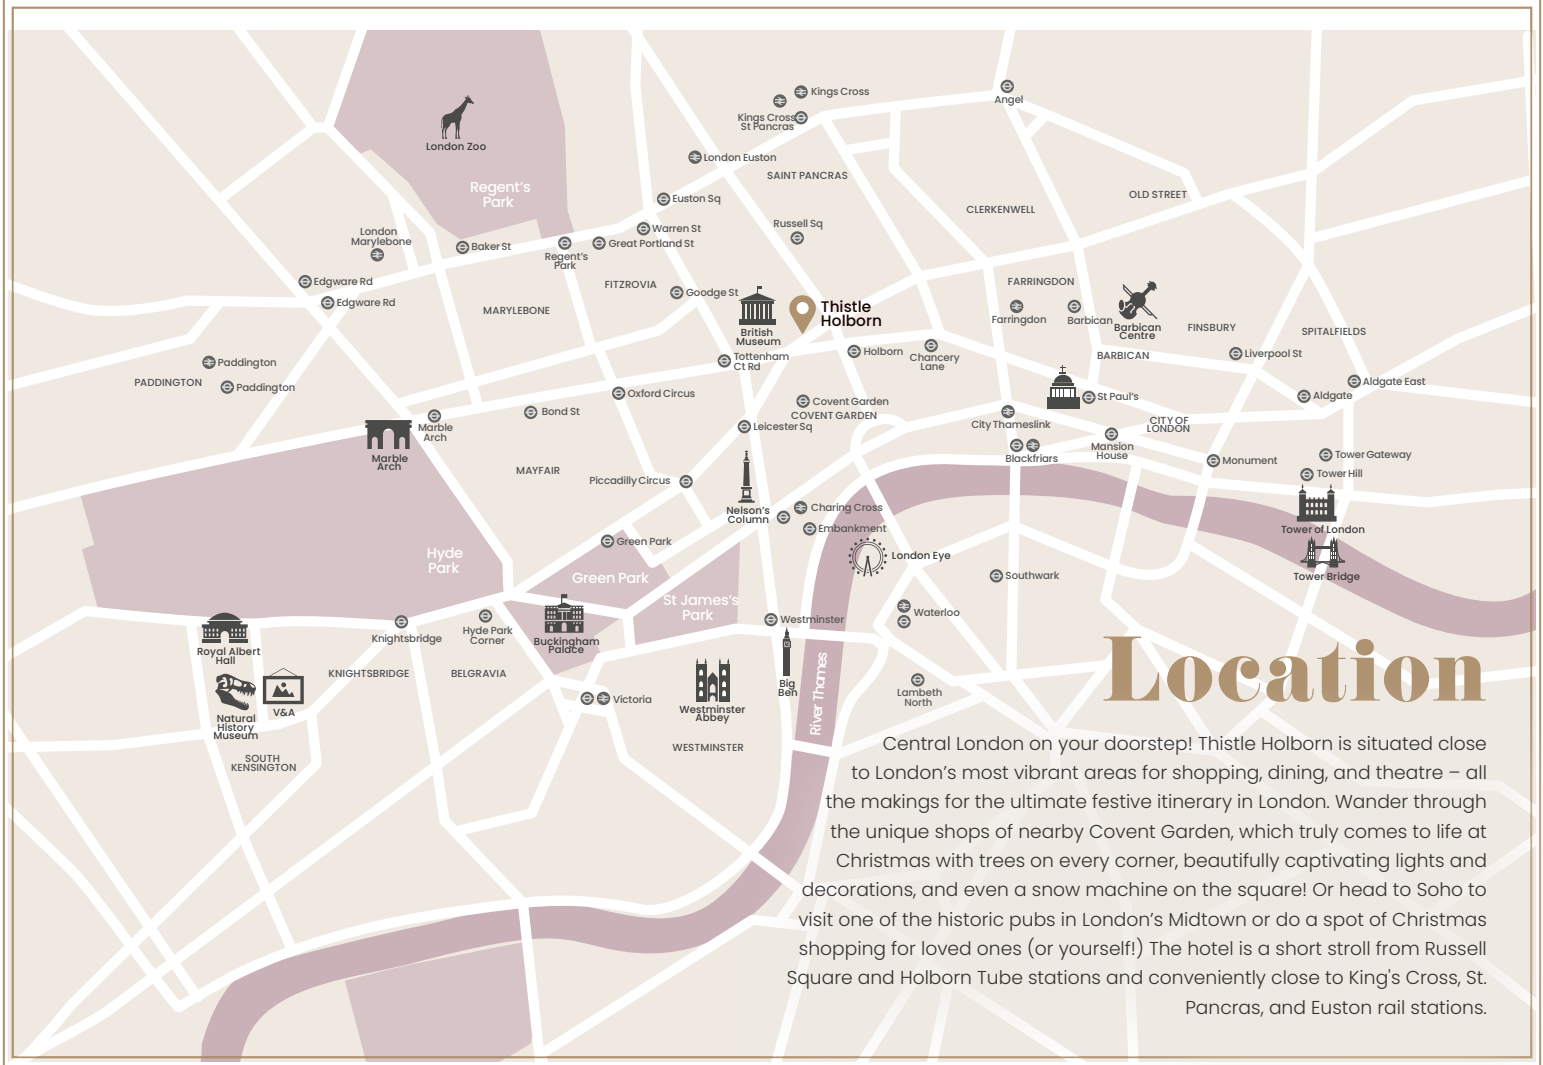 Kings Cross
Angel
Kings Cross
St Pancras
London Zoo
London Euston
SAINT PANCRAS
Regent's
Park
OLD STREET
Euston Sq
CLERKENWELL
Russell Sq
Warren St
London
Marylebone
Baker St
Great Portland St
Regent's
Park
Edgware Rd
FARRINGDON
FITZROVIA
Goodge St
Edgware Rd
MARYLEBONE
Thistle
Holborn
Farringdon
Barbican
Barbican
Centre
FINSBURY
SPITALFIELDS
British
Museum
Tottenham
Ct Rd
Holborn
Chancery
Lane
BARBICAN
Liverpool St
Paddington
PADDINGTON
Paddington
Aldgate East
Aldgate
Oxford Circus
Covent Garden
COVENT GARDEN
St Paul's
Bond St
Marble
Arch
Leicester Sq
City Thameslink
CITY OF
LONDON
Marble
Arch
Mansion
House
Blackfriars
Monument
Tower Gateway
Tower Hill
MAYFAIR
Piccadilly Circus
Nelson's
Column
Charing Cross
Embankment
Tower of London
Green Park
Hyde
Park
London Eye
Green Park
Southwark
Tower Bridge
St James's
Park
Westminster
Waterloo
Knightsbridge
Hyde Park
Corner
Buckingham
Palace
Royal Albert
Hall
KNIGHTSBRIDGE
BELGRAVIA
Big
Ben
River Thames
Lambeth
North
V&A
Victoria
Westminster
Abbey
Natural
History
Museum
WESTMINSTER
SOUTH
KENSINGTON
Location
Central London on your doorstep! Thistle Holborn is situated close
to London's most vibrant areas for shopping, dining, and theatre – all
the makings for the ultimate festive itinerary in London. Wander through
the unique shops of nearby Covent Garden, which truly comes to life at
Christmas with trees on every corner, beautifully captivating lights and
decorations, and even a snow machine on the square! Or head to Soho to
visit one of the historic pubs in London's Midtown or do a spot of Christmas
shopping for loved ones (or yourself!) The hotel is a short stroll from Russell
Square and Holborn Tube stations and conveniently close to King's Cross, St.
Pancras, and Euston rail stations.